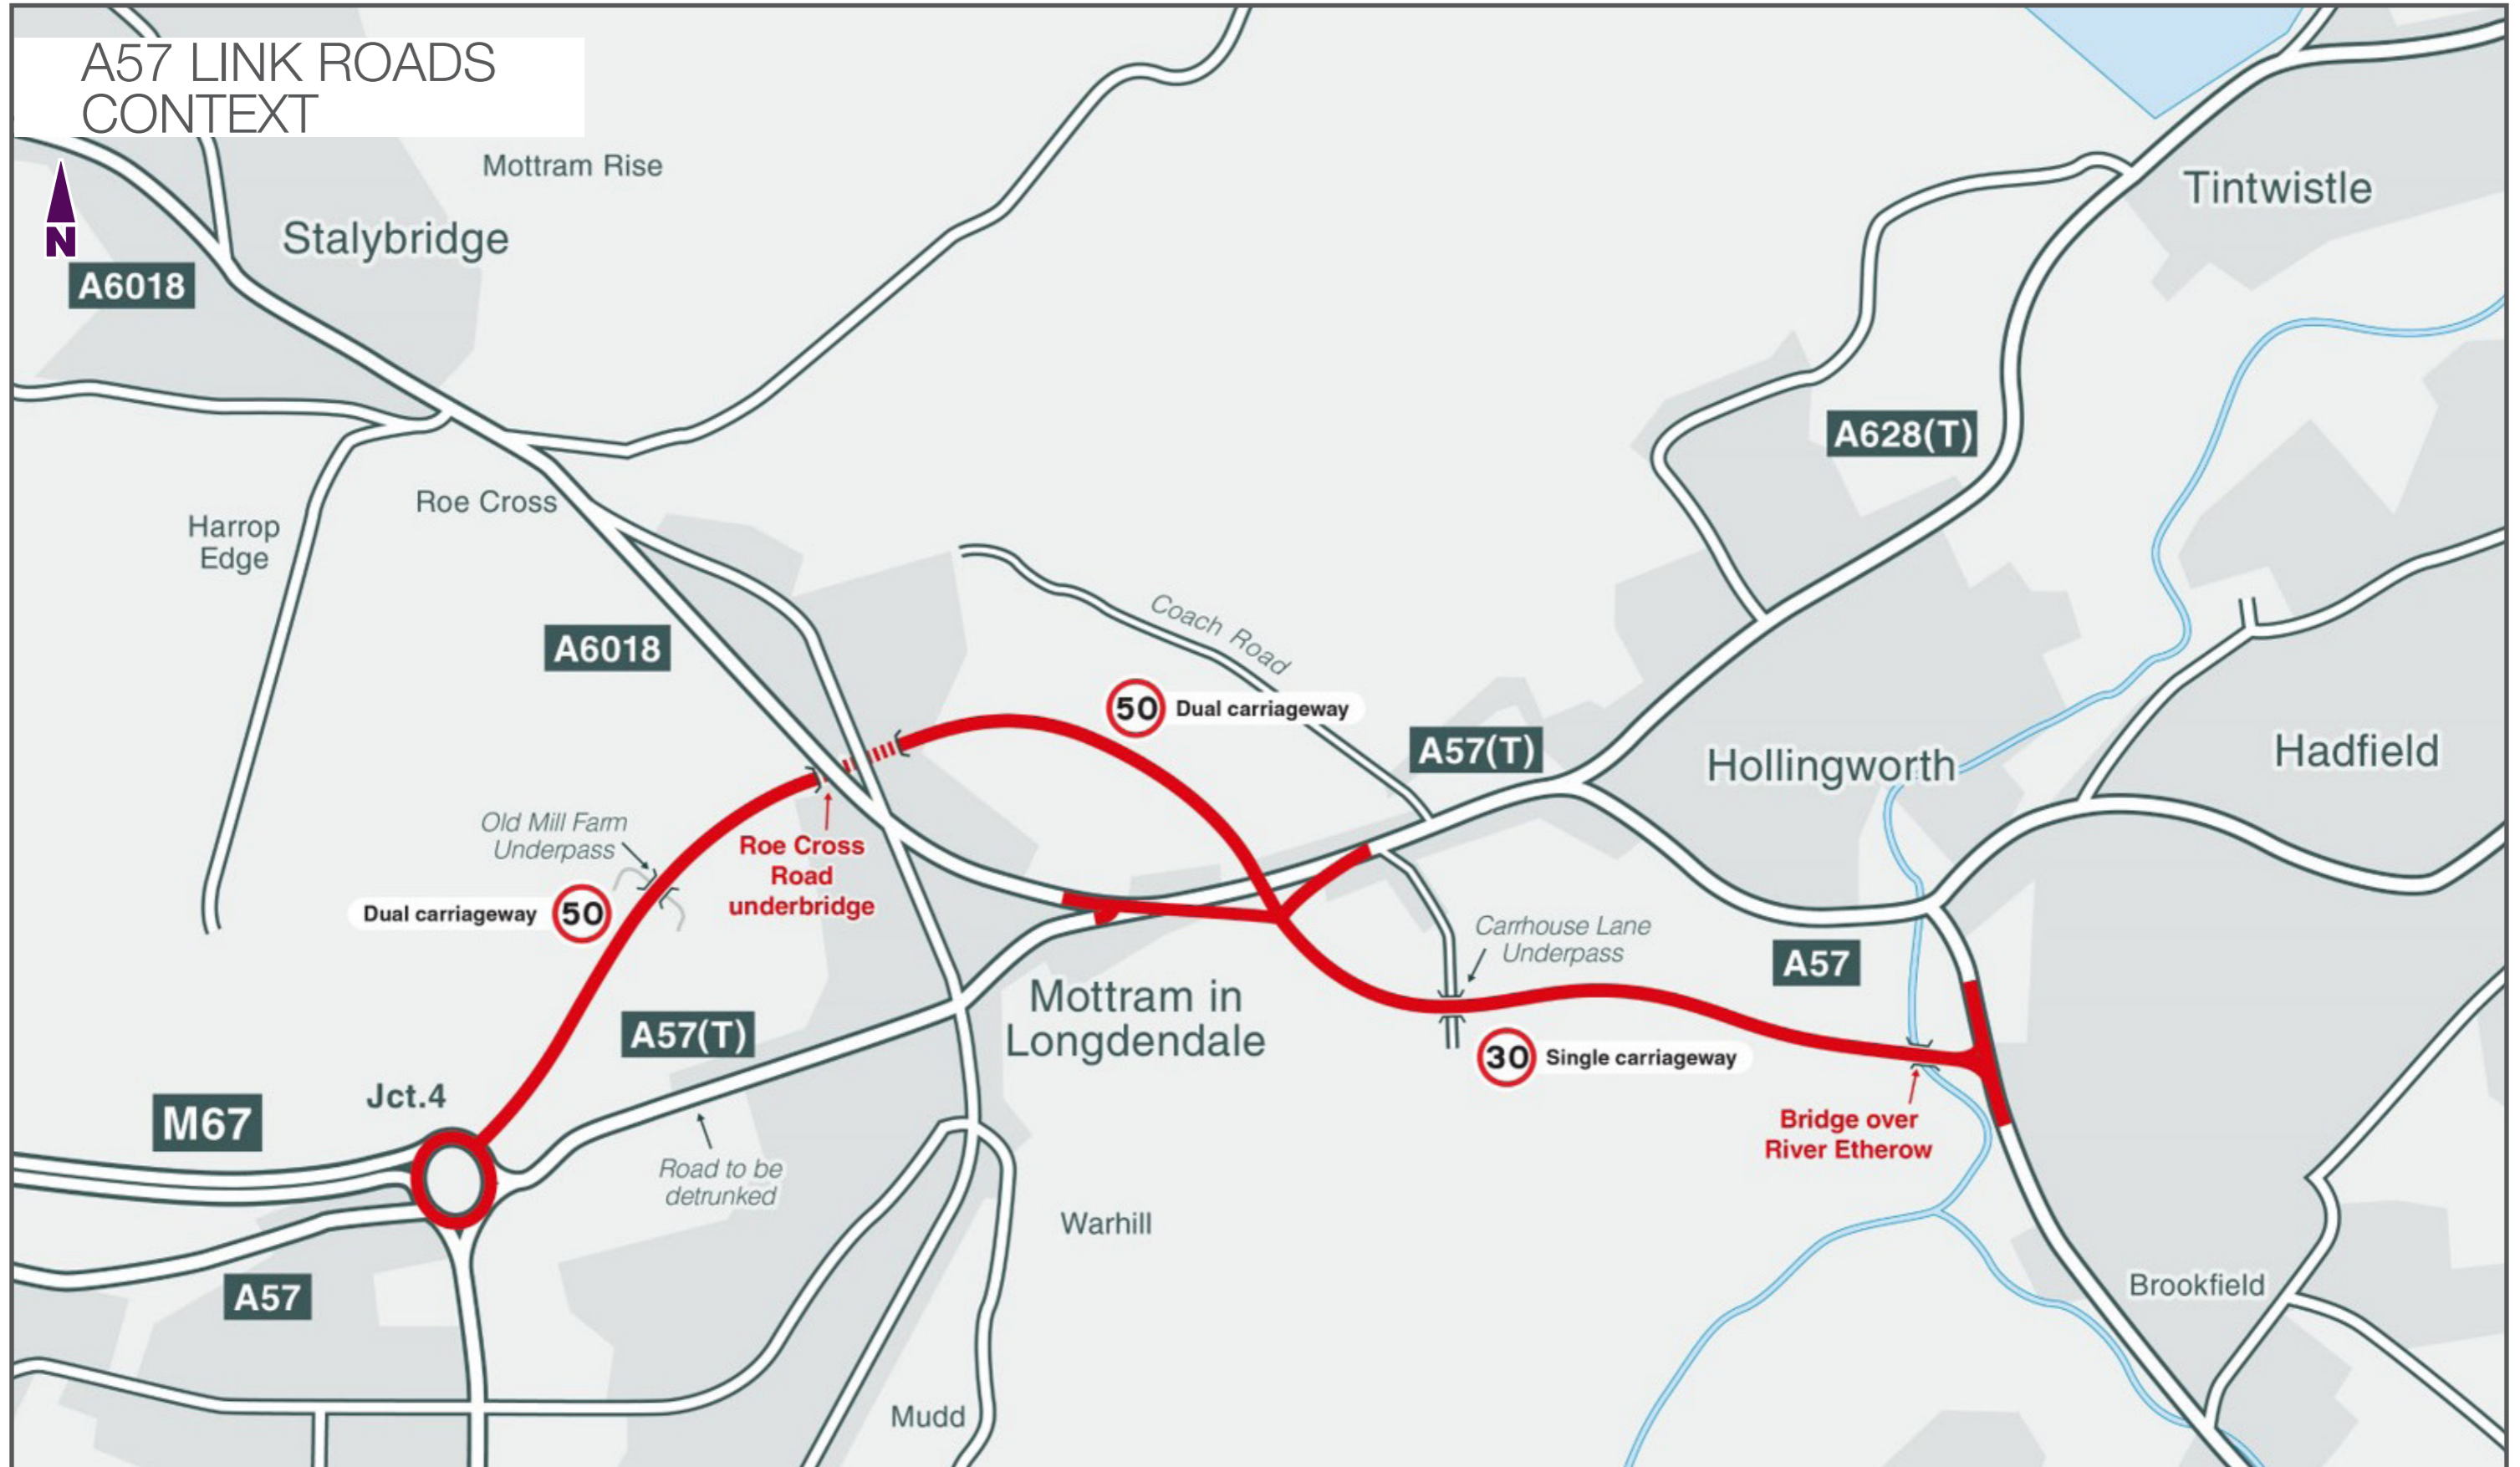 A57 LINK ROADS
CONTEXT
N
Mottram Rise
Stalybridge
A6018
Tintwistle
A628(T)
Roe Cross
Harrop
Edge
A6018
Coach Road
50 Dual carriageway
A57(T)
Hollingworth
Hadfield
Old Mill Farm
Underpass
Roe Cross
Road
underbridge
Dual carriageway 50
Carrhouse Lane
Underpass
A57
Mottram in
Longdendale
A57(T)
30 Single carriageway
Jct.4
M67
Bridge over
River Etherow
Road to be
detrunked
Warhill
A57
Brookfield
Mudd